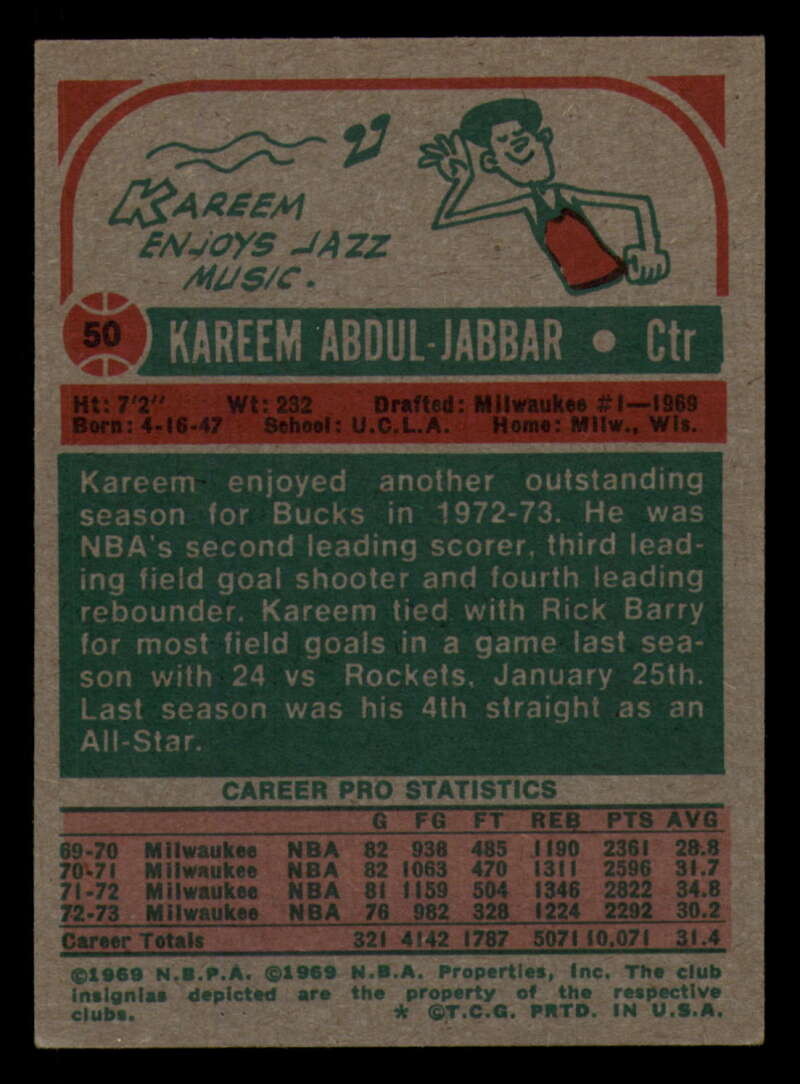 KAREEM
ENJOYS JAZZ
MUSIC.
50 KAREEM ABDUL-JABBAR • Ctr
Ht: 7'2" Wt: 232 Drafted: Milwaukee #1—1969
Born: 4-16-47 School: U.C.L.A. Home: Milw., Wis.
Kareem enjoyed another outstanding
season for Bucks in 1972-73. He was
NBA's second leading scorer, third lead-
ing field goal shooter and fourth leading
rebounder. Kareem tied with Rick Barry
for most field goals in a game last sea-
son with 24 vs Rockets, January 25th.
Last season was his 4th straight as an
All-Star.
CAREER PRO STATISTICS
G FG FT REB PTS AVG
69-70 Milwaukee NBA 82 938 485 1190 2361 28.8
70-71 Milwaukee NBA 82 1063 470 1311 2596 31.7
71-72 Milwaukee NBA 81 1159 504 1346 2822 34.8
72-73 Milwaukee NBA 76 982 328 1224 2292 30.2
Career Totals 321 4142 1787 5071 10,071 31.4
©1969 N.B.P.A. ©1969 N.B.A. Properties, Inc. The club
insignias depicted are the property of the respective
clubs. * ©T.C.G. PRTD. IN U.S.A.